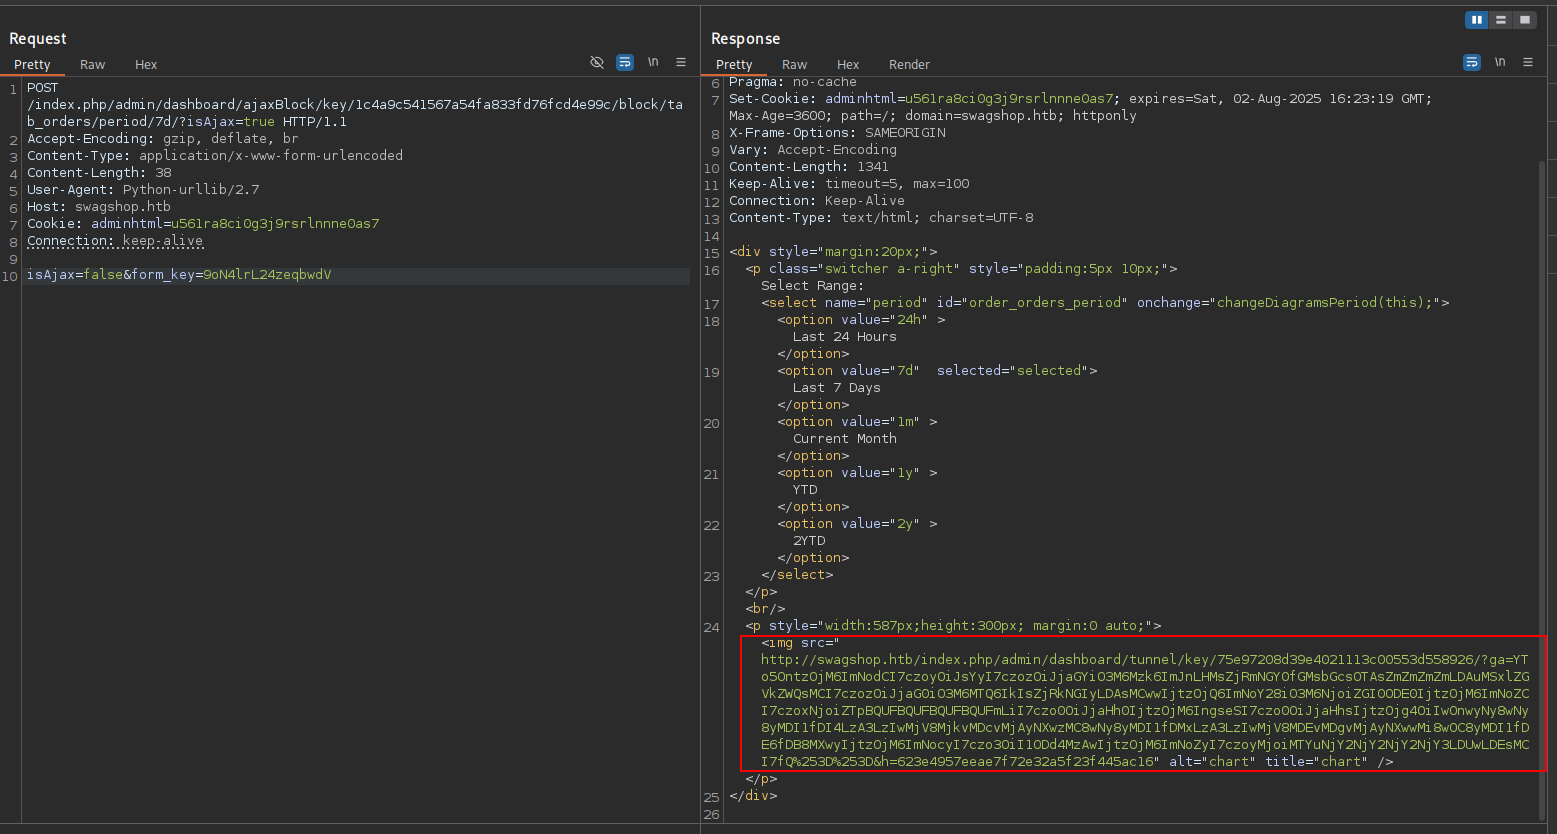 Request
Pretty Raw Hex \n
1 POST
/index.php/admin/dashboard/ajaxBlock/key/1c4a9c541567a54fa833fd76fcd4e99c/block/ta
b_orders/period/7d/?isAjax=true HTTP/1.1
2 Accept-Encoding: gzip, deflate, br
3 Content-Type: application/x-www-form-urlencoded
4 Content-Length: 38
5 User-Agent: Python-urllib/2.7
6 Host: swagshop.htb
7 Cookie: adminhtml=u561ra8ci0g3j9rsrlnnne0as7
8 Connection: keep-alive
9
10 isAjax=false&form_key=9oN4lrL24zeqbwdV
Response
Pretty Raw Hex Render \n
6 Pragma: no-cache
7 Set-Cookie: adminhtml=u561ra8ci0g3j9rsrlnnne0as7; expires=Sat, 02-Aug-2025 16:23:19 GMT;
Max-Age=3600; path=/; domain=swagshop.htb; httponly
8 X-Frame-Options: SAMEORIGIN
9 Vary: Accept-Encoding
10 Content-Length: 1341
11 Keep-Alive: timeout=5, max=100
12 Connection: Keep-Alive
13 Content-Type: text/html; charset=UTF-8
14
15 <div style="margin:20px;">
16 <p class="switcher a-right" style="padding:5px 10px;">
Select Range:
17 <select name="period" id="order_orders_period" onchange="changeDiagramsPeriod(this);">
18 <option value="24h" >
Last 24 Hours
</option>
19 <option value="7d" selected="selected">
Last 7 Days
</option>
20 <option value="1m" >
Current Month
</option>
21 <option value="1y" >
YTD
</option>
22 <option value="2y" >
2YTD
</option>
23 </select>
</p>
<br/>
24 <p style="width:587px;height:300px; margin:0 auto;">
<img src="
http://swagshop.htb/index.php/admin/dashboard/tunnel/key/75e97208d39e4021113c00553d558926/?ga=YT
o5OntzOjM6ImNodCI7czoyOiJsYyI7czozOiJjaGYiO3M6Mzk6ImJnLHMsZjRmNGY0fGMsbGcsOTAsZmZmZmZmLDAuMSxlZG
VkZWQsMCI7czozOiJjaG0iO3M6MTQ6IkIsZjRkNGIyLDAsMCwwIjtzOjQ6ImNoY28iO3M6NjoiZGI0ODE0IjtzOjM6ImNoZC
I7czoxNjoiZTpBQUFBQUFBQUFBQUFmLiI7czo0OiJjaHh0IjtzOjM6IngseSI7czo0OiJjaHhsIjtzOjg4OiIwOnwyNy8wNy
8yMDI1fDI4LzA3LzIwMjV8MjkvMDcvMjAyNXwzMC8wNy8yMDI1fDMxLzA3LzIwMjV8MDEvMDgvMjAyNXwwMi8wOC8yMDI1fD
E6fDB8MXwyIjtzOjM6ImNocyI7czo3OiI1ODd4MzAwIjtzOjM6ImNoZyI7czoyMjoiMTYuNjY2NjY2NjY2NjY3LDUwLDEsMC
I7fQ%253D%253D&h=623e4957eeae7f72e32a5f23f445ac16" alt="chart" title="chart" />
</p>
25 </div>
26